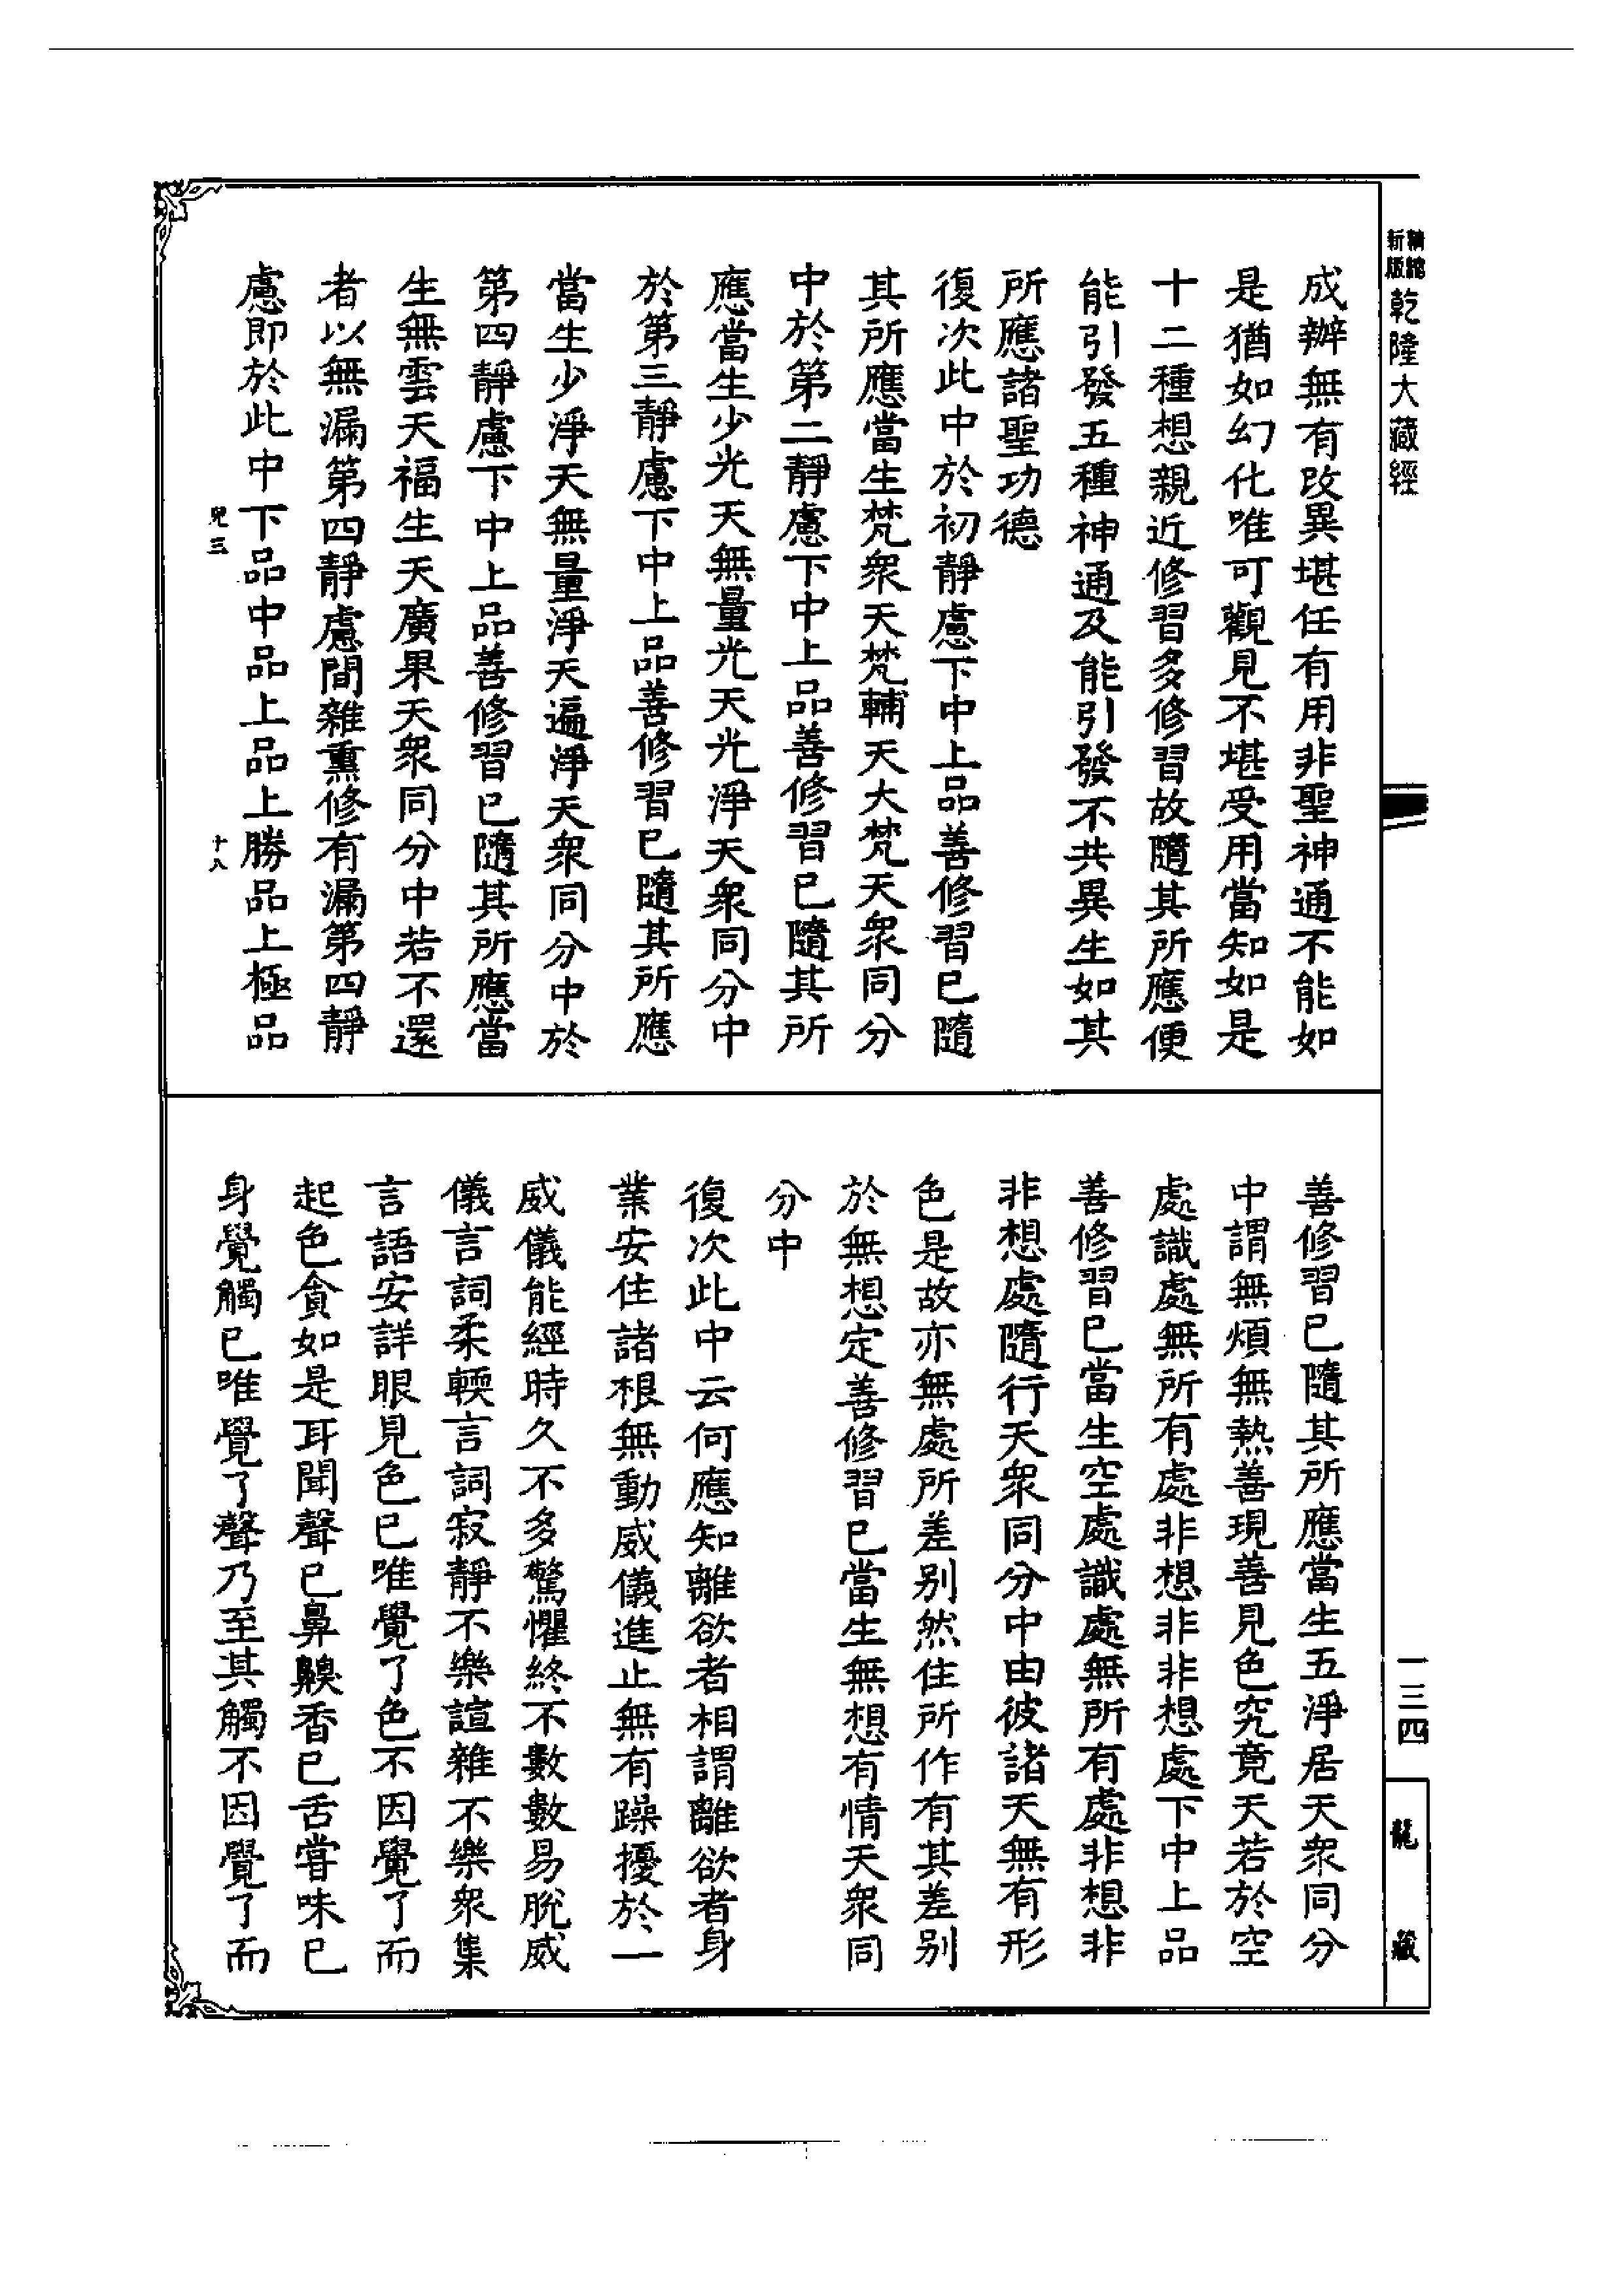 精縮新版乾隆大藏經
成辦無有改異堪任有用非聖神通不能如
是猶如幻化唯可觀見不堪受用當知如是
十二種想親近修習多修習故隨其所應便
能引發五種神通及能引發不共異生如其
所應諸聖功德
復次此中於初靜慮下中上品善修習已隨
其所應當生梵衆天梵輔天大梵天衆同分
中於第二靜慮下中上品善修習已隨其所
應當生少光天無量光天光淨天衆同分中
於第三靜慮下中上品善修習已隨其所應
當生少淨天無量淨天遍淨天衆同分中於
第四靜慮下中上品善修習已隨其所應當
生無雲天福生天廣果天衆同分中若不還
者以無漏第四靜慮間雜熏修有漏第四靜
慮即於此中下品中品上品上勝品上極品
兒三 十八
善修習已隨其所應當生五淨居天衆同分
中謂無煩無熱善現善見色究竟天若於空
處識處無所有處非想非非想處下中上品
善修習已當生空處識處無所有處非想非
非想處隨行天衆同分中由彼諸天無有形
色是故亦無處所差別然住所作有其差別
於無想定善修習已當生無想有情天衆同
分中
復次此中云何應知離欲者相謂離欲者身
業安住諸根無動威儀進止無有躁擾於一
威儀能經時久不多驚懼終不數數易脫威
儀言詞柔輭言詞寂靜不樂諠雜不樂衆集
言語安詳眼見色已唯覺了色不因覺了而
起色貪如是耳聞聲已鼻齅香已舌嘗味已
身覺觸已唯覺了聲乃至其觸不因覺了而
一三四
龍藏